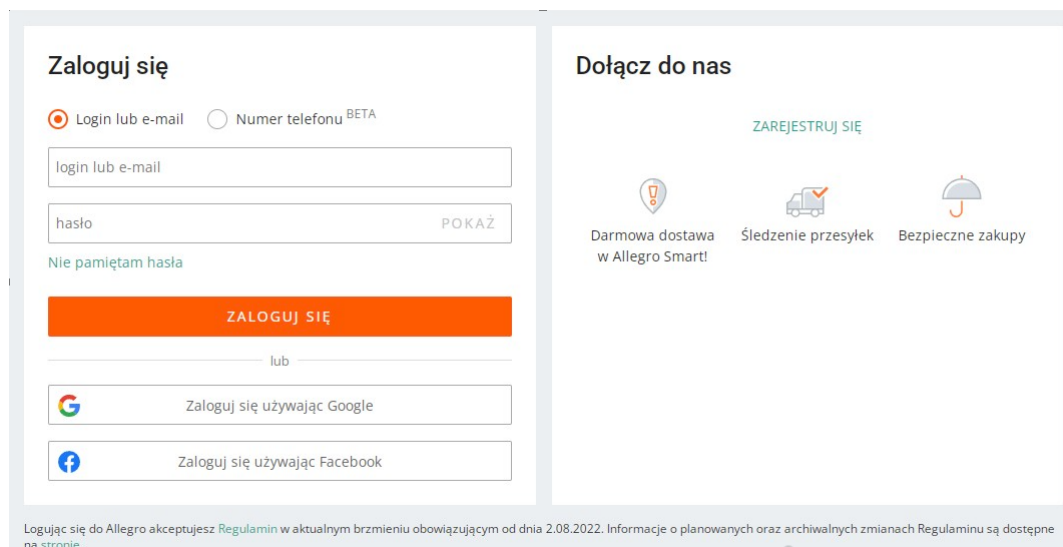 Zaloguj się
Login lub e-mail
Numer telefonu BETA
login lub e-mail
hasło
POKAŻ
Nie pamiętam hasła
ZALOGUJ SIĘ
lub
Zaloguj się używając Google
Zaloguj się używając Facebook
Dołącz do nas
ZAREJESTRUJ SIĘ
Darmowa dostawa
w Allegro Smart!
Śledzenie przesyłek
Bezpieczne zakupy
Logując się do Allegro akceptujesz Regulamin w aktualnym brzmieniu obowiązującym od dnia 2.08.2022. Informacje o planowanych oraz archiwalnych zmianach Regulaminu są dostępne
na stronie